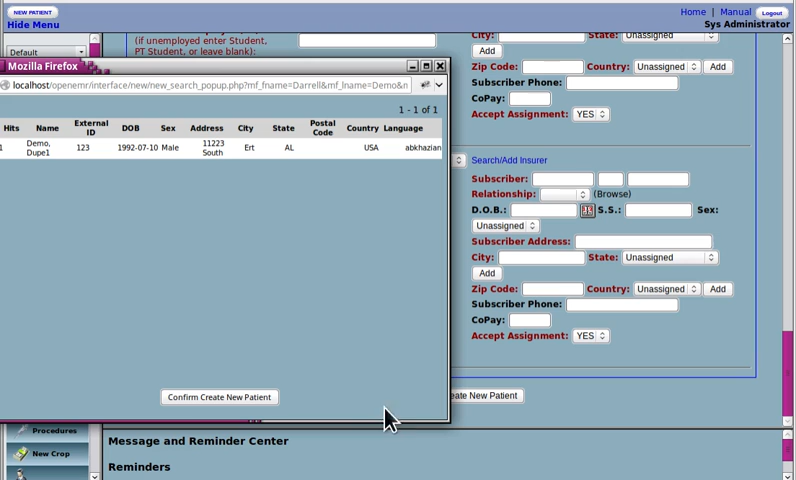 NEW PATIENT
Hide Menu
Home | Manual Logout
Sys Administrator
Default
(if unemployed enter Student,
PT Student, or leave blank):
City: State: Unassigned
Add
Zip Code: Country: Unassigned Add
Subscriber Phone:
CoPay:
Accept Assignment: YES
Mozilla Firefox
localhost/openemr/interface/new/new_search_popup.php?mf_fname=Darrell&mf_lname=Demo&n
1 - 1 of 1
Hits Name External ID DOB Sex Address City State Postal Code Country Language
1 Demo, Dupe1 123 1992-07-10 Male 11223 South Ert AL USA abkhazian
Confirm Create New Patient
Search/Add Insurer
Subscriber:
Relationship: (Browse)
D.O.B.: S.S.: Sex:
Unassigned
Subscriber Address:
City: State: Unassigned
Add
Zip Code: Country: Unassigned Add
Subscriber Phone:
CoPay:
Accept Assignment: YES
eate New Patient
Procedures
New Crop
Message and Reminder Center
Reminders